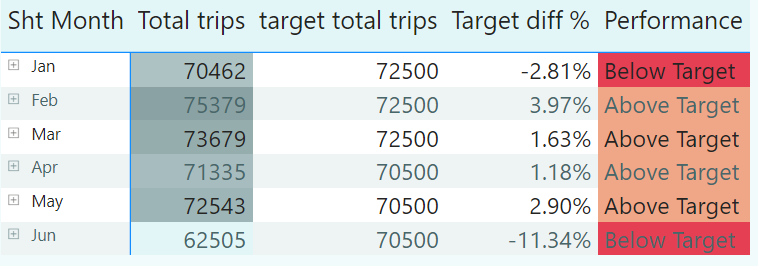 Sht Month Total trips target total trips Target diff % Performance
Jan 70462 72500 -2.81% Below Target
Feb 75379 72500 3.97% Above Target
Mar 73679 72500 1.63% Above Target
Apr 71335 70500 1.18% Above Target
May 72543 70500 2.90% Above Target
Jun 62505 70500 -11.34% Below Target